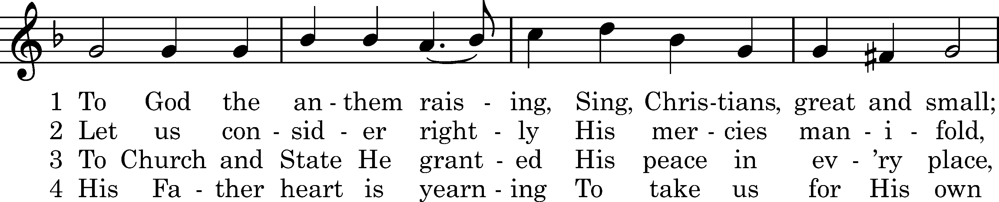 1 To God the an - them rais - ing, Sing, Chris-tians, great and small;
2 Let us con - sid - er right - ly His mer - cies man - i - fold,
3 To Church and State He grant - ed His peace in ev - ’ry place,
4 His Fa - ther heart is yearn - ing To take us for His own